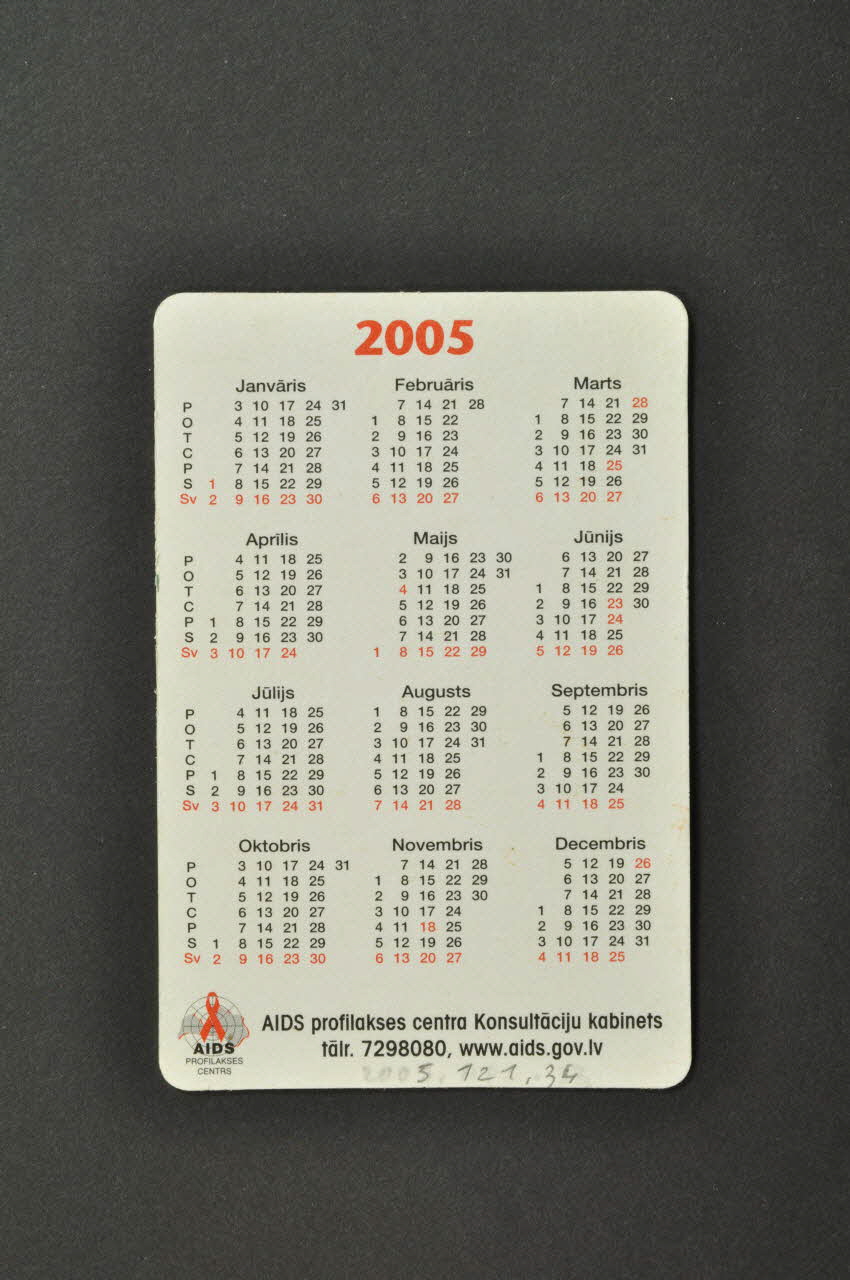 2005
Janvāris Februāris Marts
P 3 10 17 24 31 7 14 21 28 7 14 21 28
O 4 11 18 25 1 8 15 22 1 8 15 22 29
T 5 12 19 26 2 9 16 23 2 9 16 23 30
C 6 13 20 27 3 10 17 24 3 10 17 24 31
P 7 14 21 28 4 11 18 25 4 11 18 25
S 1 8 15 22 29 5 12 19 26 5 12 19 26
Sv 2 9 16 23 30 6 13 20 27 6 13 20 27
Aprīlis Maijs Jūnijs
P 4 11 18 25 2 9 16 23 30 6 13 20 27
O 5 12 19 26 3 10 17 24 31 7 14 21 28
T 6 13 20 27 4 11 18 25 1 8 15 22 29
C 7 14 21 28 5 12 19 26 2 9 16 23 30
P 1 8 15 22 29 6 13 20 27 3 10 17 24
S 2 9 16 23 30 7 14 21 28 4 11 18 25
Sv 3 10 17 24 1 8 15 22 29 5 12 19 26
Jūlijs Augusts Septembris
P 4 11 18 25 1 8 15 22 29 5 12 19 26
O 5 12 19 26 2 9 16 23 30 6 13 20 27
T 6 13 20 27 3 10 17 24 31 7 14 21 28
C 7 14 21 28 4 11 18 25 1 8 15 22 29
P 1 8 15 22 29 5 12 19 26 2 9 16 23 30
S 2 9 16 23 30 6 13 20 27 3 10 17 24
Sv 3 10 17 24 31 7 14 21 28 4 11 18 25
Oktobris Novembris Decembris
P 3 10 17 24 31 7 14 21 28 5 12 19 26
O 4 11 18 25 1 8 15 22 29 6 13 20 27
T 5 12 19 26 2 9 16 23 30 7 14 21 28
C 6 13 20 27 3 10 17 24 1 8 15 22 29
P 7 14 21 28 4 11 18 25 2 9 16 23 30
S 1 8 15 22 29 5 12 19 26 3 10 17 24 31
Sv 2 9 16 23 30 6 13 20 27 4 11 18 25
AIDS
PROFILAKSES
CENTRS
AIDS profilakses centra Konsultāciju kabinets
tālr. 7298080, www.aids.gov.lv
2005.121.34